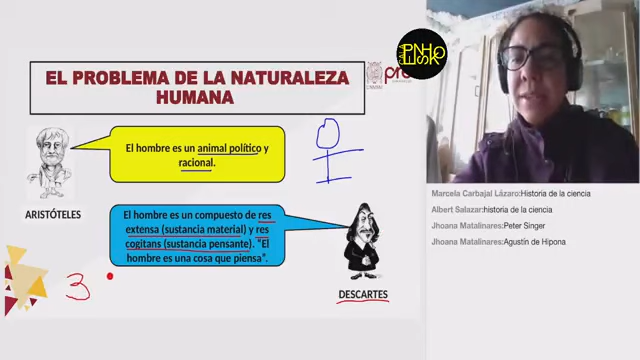 EL PROBLEMA DE LA NATURALEZA
HUMANA
El hombre es un animal político y
racional.
ARISTÓTELES
El hombre es un compuesto de res
extensa (sustancia material) y res
cogitans (sustancia pensante). "El
hombre es una cosa que piensa".
DESCARTES
3
Marcela Carbajal Lázaro:Historia de la ciencia
Albert Salazar:historia de la ciencia
Jhoana Matalinares:Peter Singer
Jhoana Matalinares:Agustín de Hipona